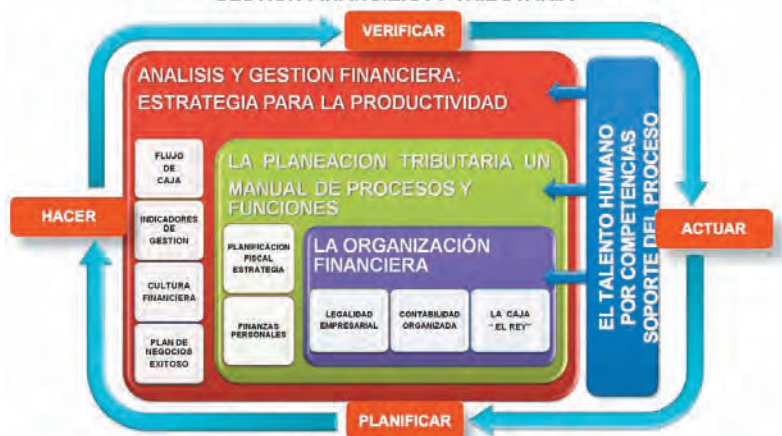 VERIFICAR
ANALISIS Y GESTION FINANCIERA:
ESTRATEGIA PARA LA PRODUCTIVIDAD
FLUJO
DE
CAJA
INDICADORES
DE
GESTION
CULTURA
FINANCIERA
PLAN DE
NEGOCIOS
EXITOSO
LA PLANEACION TRIBUTARIA UN
MANUAL DE PROCESOS Y
FUNCIONES
PLANIFICACION
FISCAL
ESTRATEGIA
FINANZAS
PERSONALES
LA ORGANIZACIÓN
FINANCIERA
LEGALIDAD
EMPRESARIAL
CONTABILIDAD
ORGANIZADA
LA CAJA
"EL REY"
EL TALENTO HUMANO
POR COMPETENCIAS
SOPORTE DEL PROCESO
HACER
ACTUAR
PLANIFICAR